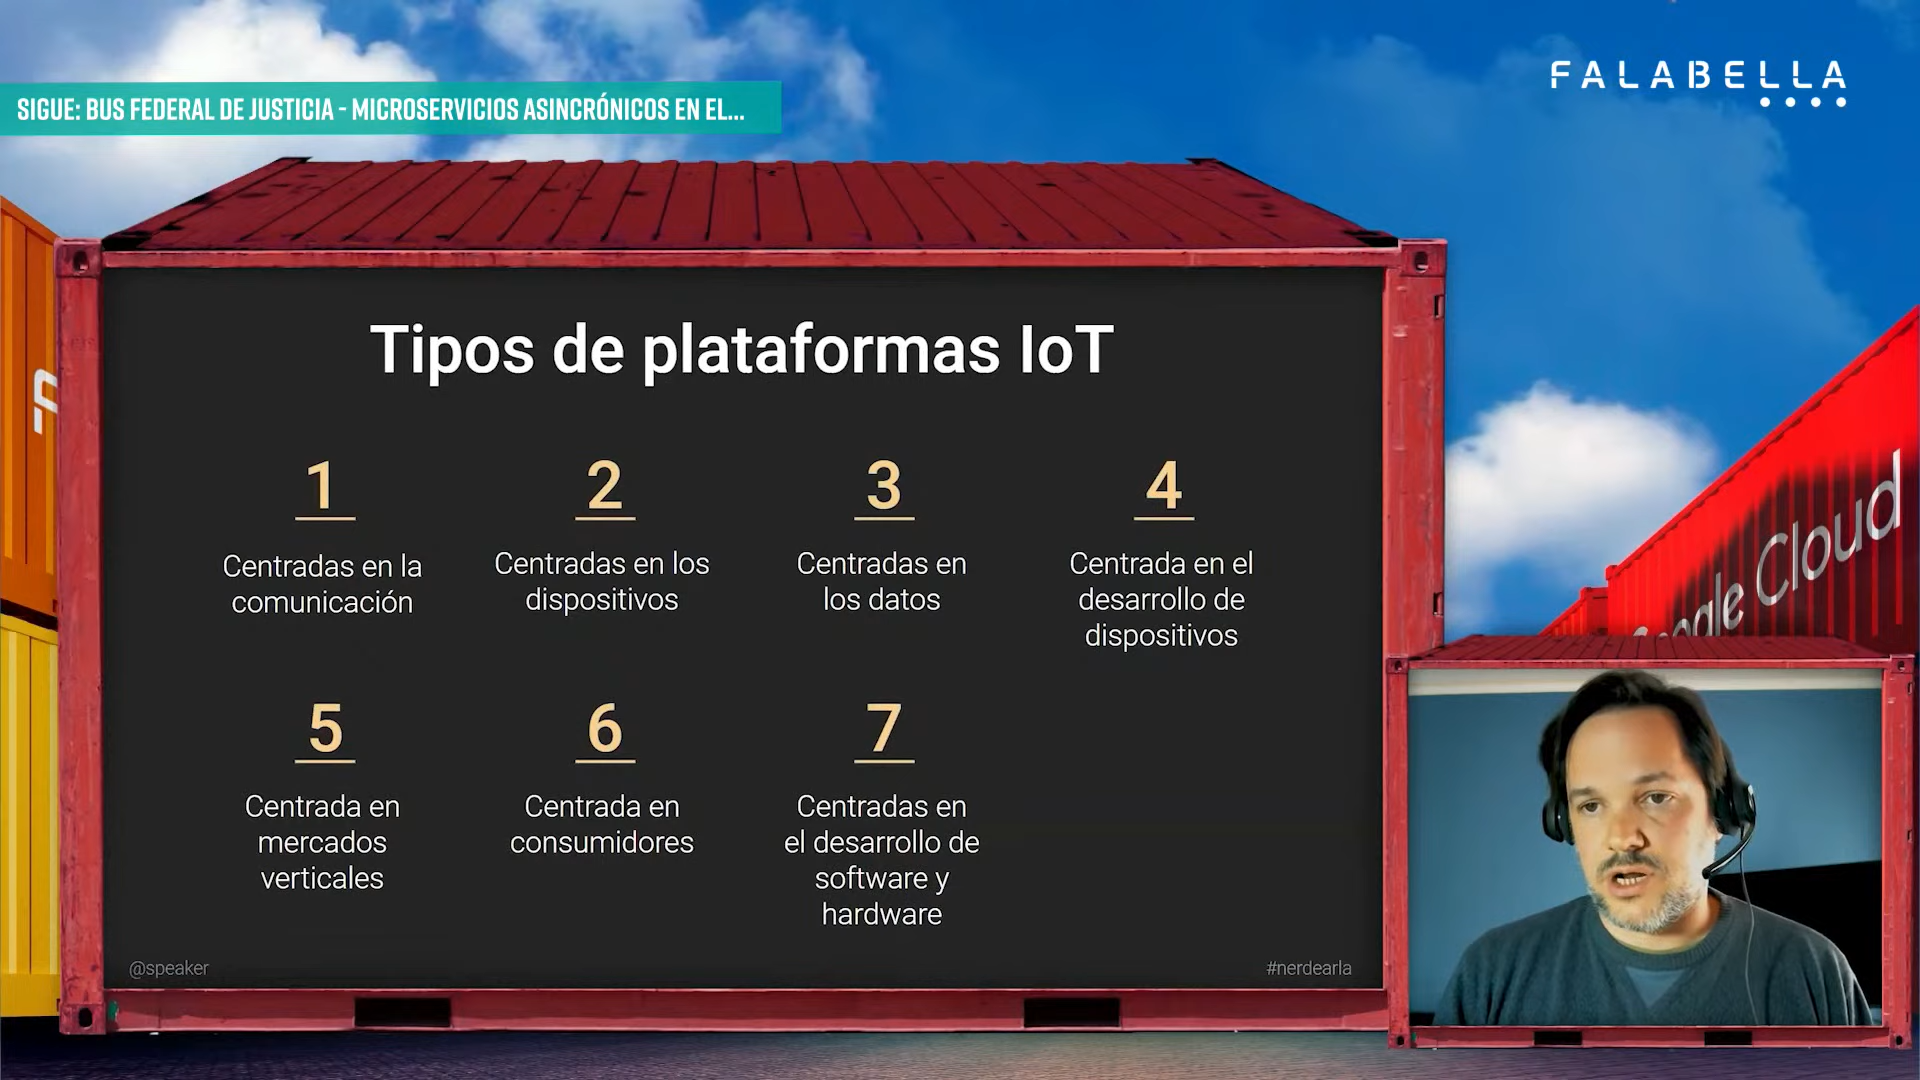 FALABELLA
SIGUE: BUS FEDERAL DE JUSTICIA - MICROSERVICIOS ASINCRÓNICOS EN EL...
Tipos de plataformas IoT
1
Centradas en la
comunicación
2
Centradas en los
dispositivos
3
Centradas en
los datos
4
Centrada en el
desarrollo de
dispositivos
5
Centrada en
mercados
verticales
6
Centrada en
consumidores
7
Centradas en
el desarrollo de
software y
hardware
@speaker
#nerdearla
Google Cloud